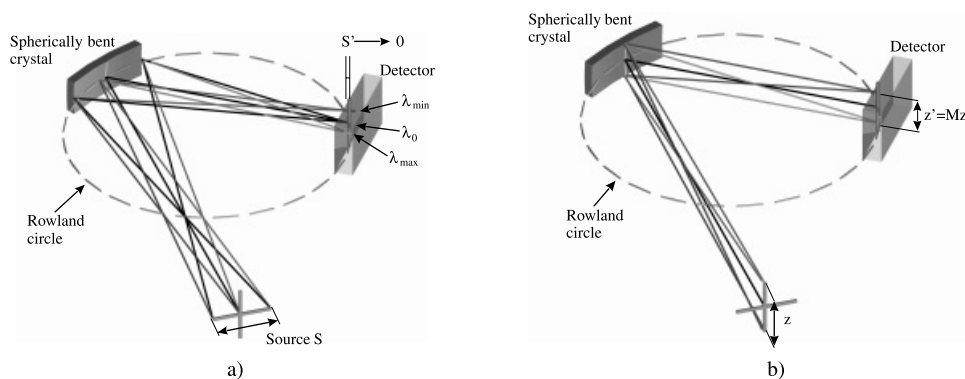 Spherically bent
crystal
S' → 0
Detector
λmin
λ0
λmax
Rowland
circle
Source S
a)
Spherically bent
crystal
Detector
z'=Mz
Rowland
circle
z
b)